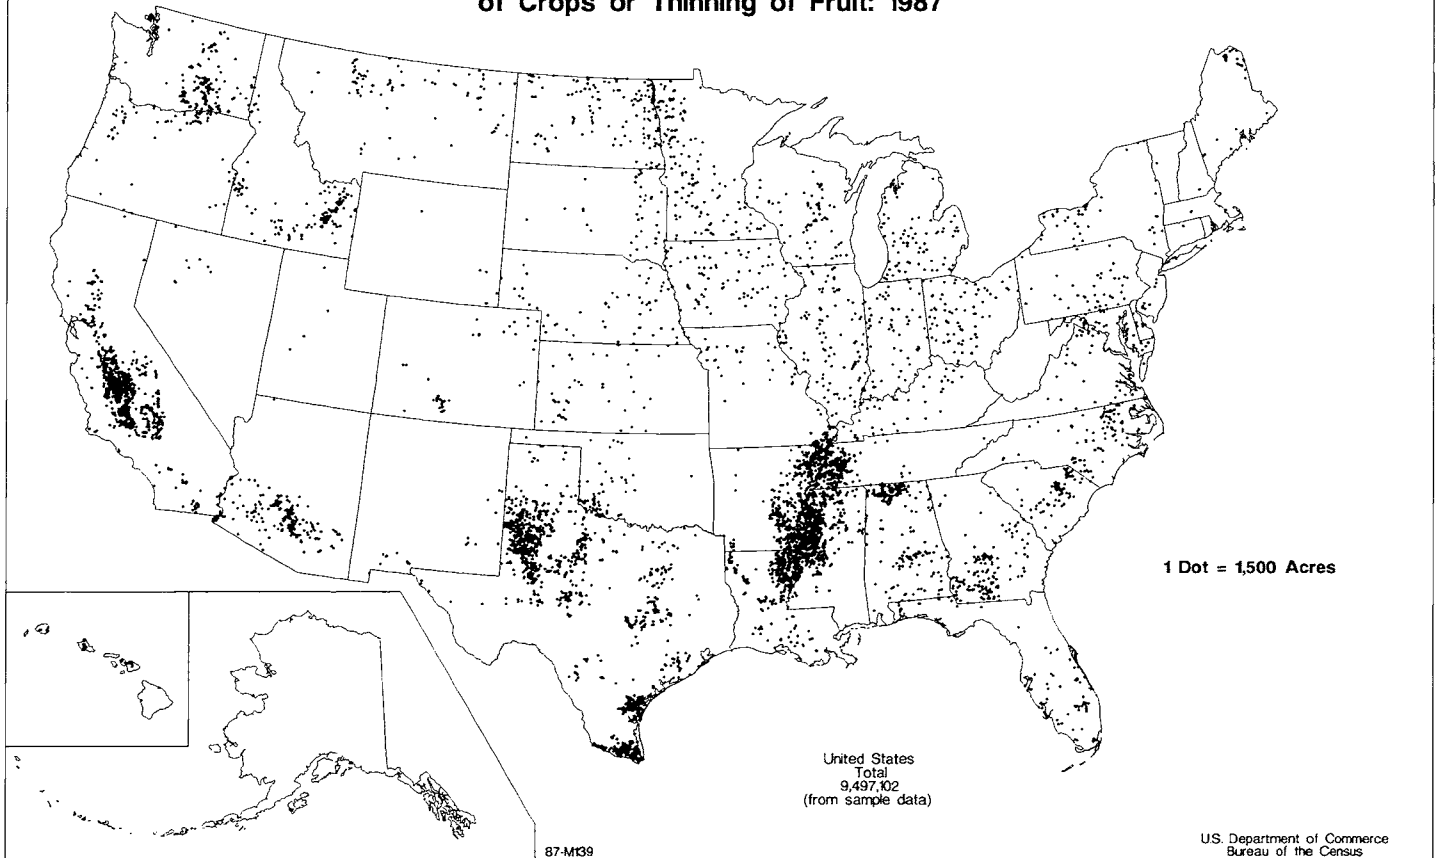 of Crops or Thinning of Fruit: 1987
1 Dot = 1,500 Acres
United States
Total
9,497,102
(from sample data)
87-M139
U.S. Department of Commerce
Bureau of the Census